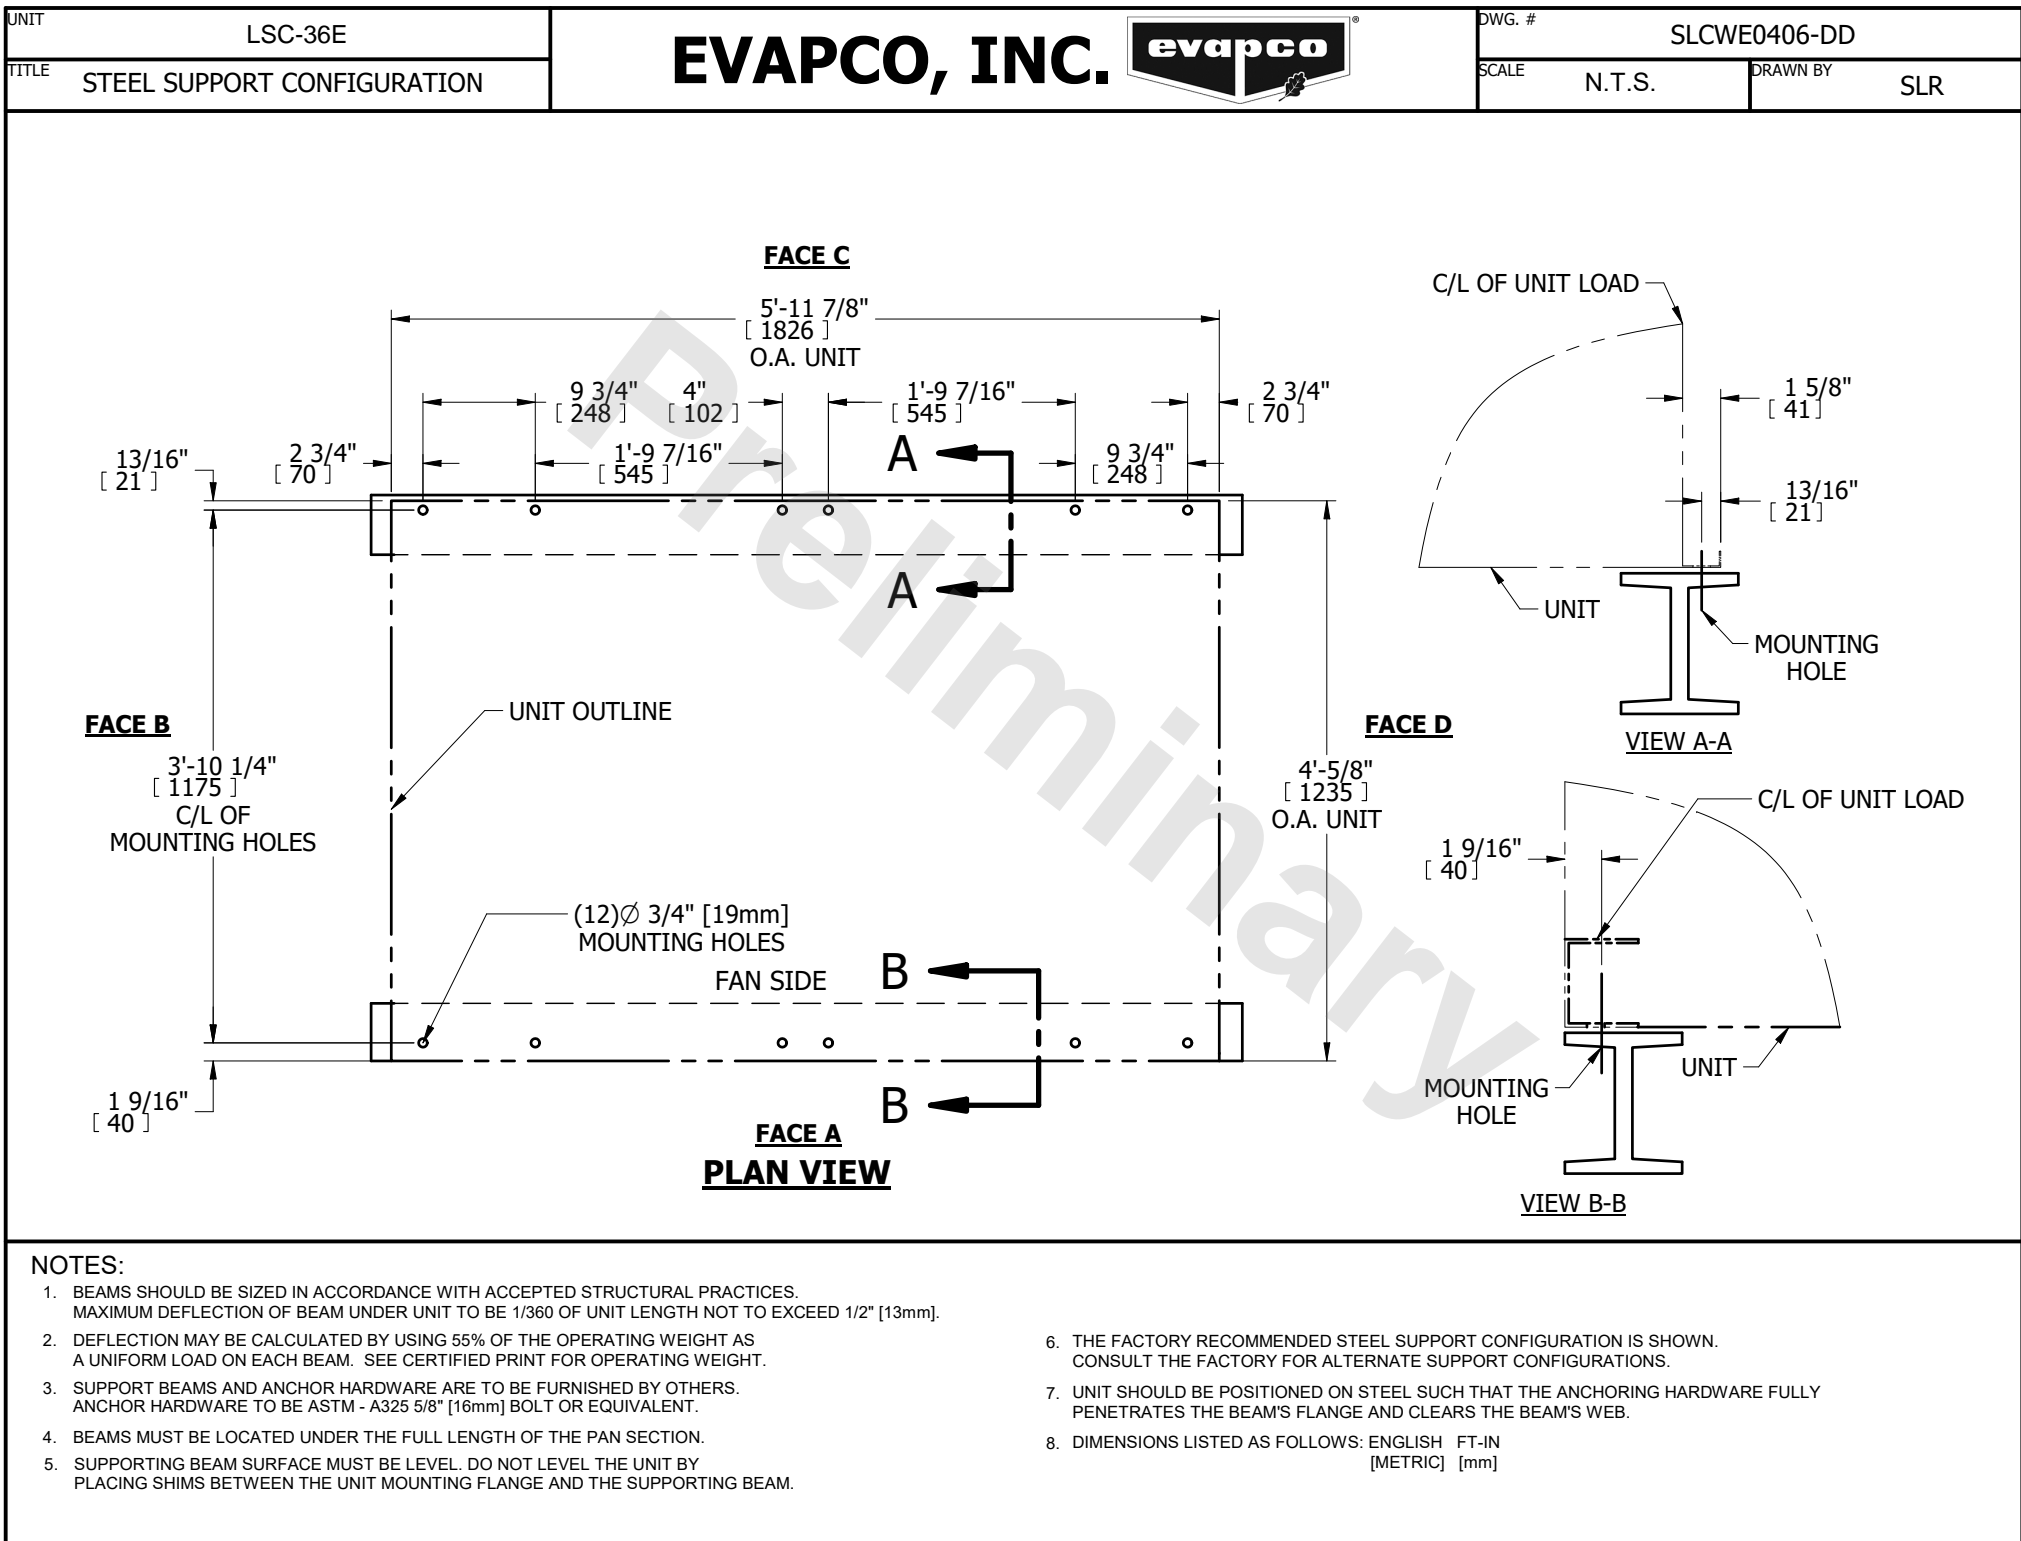 UNIT
LSC-36E
TITLE
STEEL SUPPORT CONFIGURATION
EVAPCO, INC.
evapco
®
DWG. #
SLCWE0406-DD
SCALE
N.T.S.
DRAWN BY
SLR
FACE C
5'-11 7/8"
[ 1826 ]
O.A. UNIT
9 3/4"
[ 248 ]
4"
[ 102 ]
1'-9 7/16"
[ 545 ]
2 3/4"
[ 70 ]
13/16"
[ 21 ]
2 3/4"
[ 70 ]
1'-9 7/16"
[ 545 ]
9 3/4"
[ 248 ]
A
A
UNIT OUTLINE
FACE B
3'-10 1/4"
[ 1175 ]
C/L OF
MOUNTING HOLES
FACE D
4'-5/8"
[ 1235 ]
O.A. UNIT
(12)∅ 3/4" [19mm]
MOUNTING HOLES
FAN SIDE
B
B
1 9/16"
[ 40 ]
FACE A
PLAN VIEW
Preliminary
C/L OF UNIT LOAD
1 5/8"
[ 41 ]
13/16"
[ 21 ]
UNIT
MOUNTING
HOLE
VIEW A-A
C/L OF UNIT LOAD
1 9/16"
[ 40 ]
UNIT
MOUNTING
HOLE
VIEW B-B
NOTES:
1. BEAMS SHOULD BE SIZED IN ACCORDANCE WITH ACCEPTED STRUCTURAL PRACTICES.
MAXIMUM DEFLECTION OF BEAM UNDER UNIT TO BE 1/360 OF UNIT LENGTH NOT TO EXCEED 1/2" [13mm].
2. DEFLECTION MAY BE CALCULATED BY USING 55% OF THE OPERATING WEIGHT AS
A UNIFORM LOAD ON EACH BEAM. SEE CERTIFIED PRINT FOR OPERATING WEIGHT.
3. SUPPORT BEAMS AND ANCHOR HARDWARE ARE TO BE FURNISHED BY OTHERS.
ANCHOR HARDWARE TO BE ASTM - A325 5/8" [16mm] BOLT OR EQUIVALENT.
4. BEAMS MUST BE LOCATED UNDER THE FULL LENGTH OF THE PAN SECTION.
5. SUPPORTING BEAM SURFACE MUST BE LEVEL. DO NOT LEVEL THE UNIT BY
PLACING SHIMS BETWEEN THE UNIT MOUNTING FLANGE AND THE SUPPORTING BEAM.
6. THE FACTORY RECOMMENDED STEEL SUPPORT CONFIGURATION IS SHOWN.
CONSULT THE FACTORY FOR ALTERNATE SUPPORT CONFIGURATIONS.
7. UNIT SHOULD BE POSITIONED ON STEEL SUCH THAT THE ANCHORING HARDWARE FULLY
PENETRATES THE BEAM'S FLANGE AND CLEARS THE BEAM'S WEB.
8. DIMENSIONS LISTED AS FOLLOWS: ENGLISH FT-IN
[METRIC] [mm]